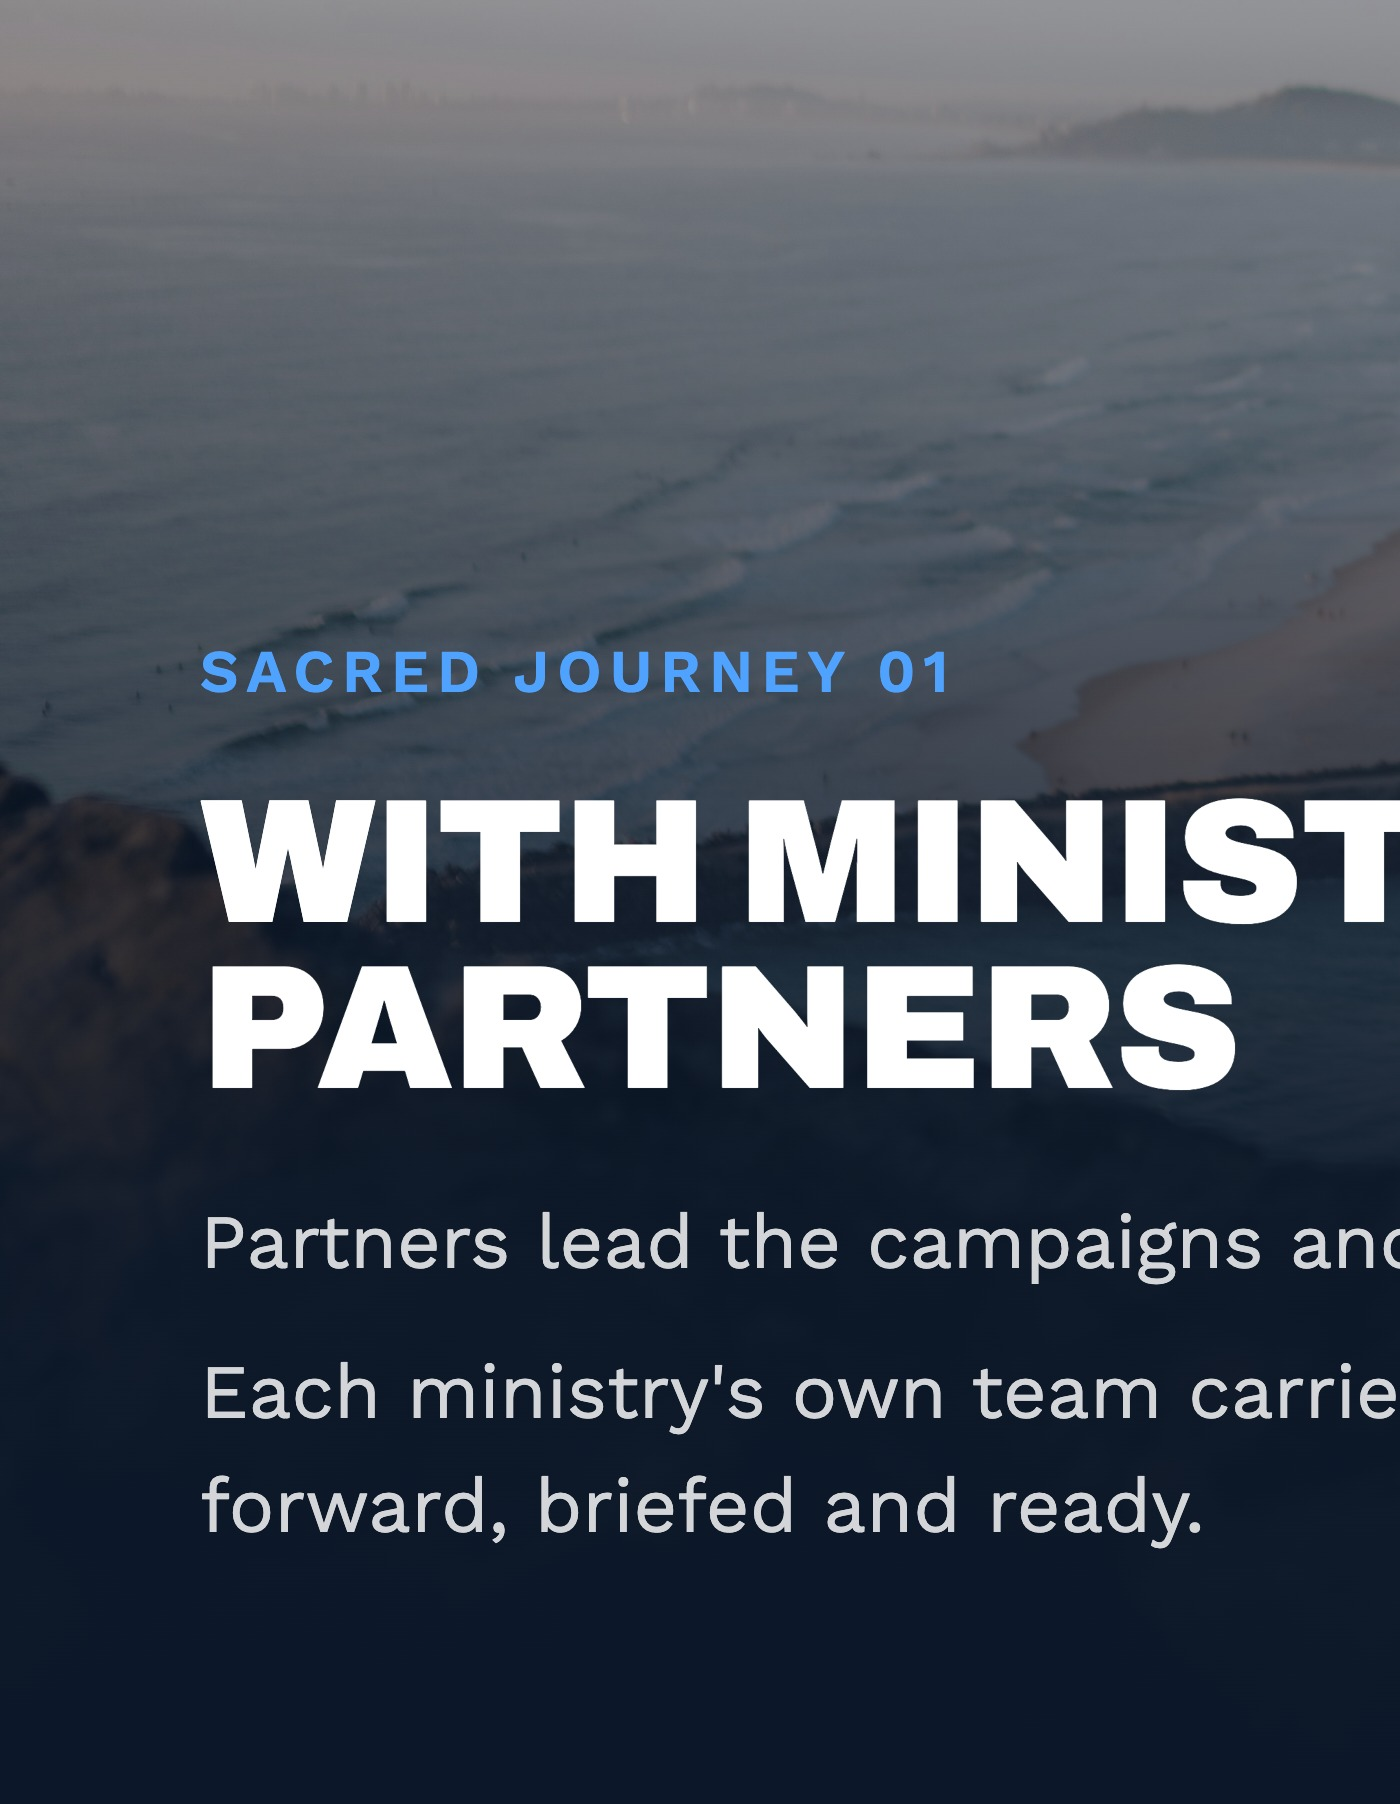 SACRED JOURNEY 01
WITH MINIST
PARTNERS
Partners lead the campaigns and
Each ministry's own team carrie
forward, briefed and ready.